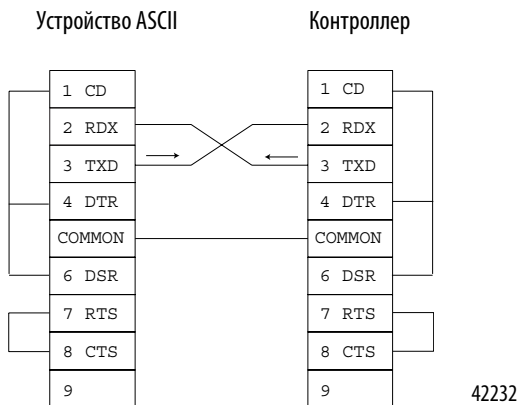 Устройство ASCII
Контроллер
1 CD
2 RDX
3 TXD
4 DTR
COMMON
6 DSR
7 RTS
8 CTS
9
1 CD
2 RDX
3 TXD
4 DTR
COMMON
6 DSR
7 RTS
8 CTS
9
42232